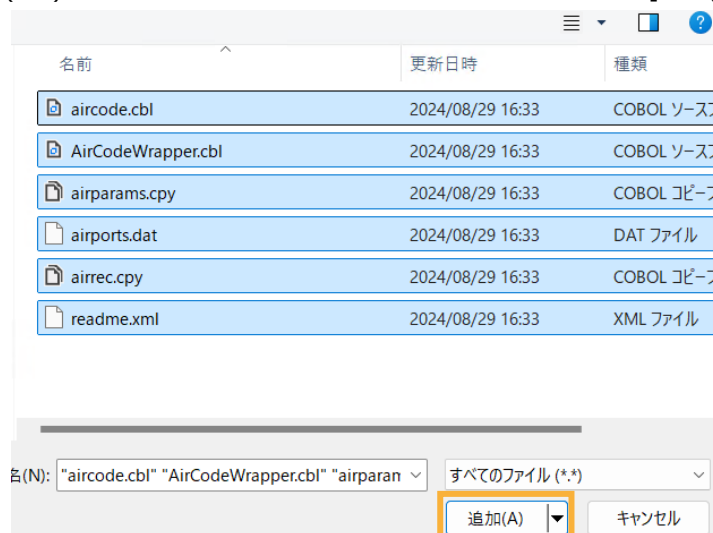 名前 更新日時 種類
aircode.cbl 2024/08/29 16:33 COBOL ソースフ
AirCodeWrapper.cbl 2024/08/29 16:33 COBOL ソースフ
airparams.cpy 2024/08/29 16:33 COBOL コピーフ
airports.dat 2024/08/29 16:33 DAT ファイル
airrec.cpy 2024/08/29 16:33 COBOL コピーフ
readme.xml 2024/08/29 16:33 XML ファイル
名(N): "aircode.cbl" "AirCodeWrapper.cbl" "airparam すべてのファイル (*.*)
追加(A) キャンセル